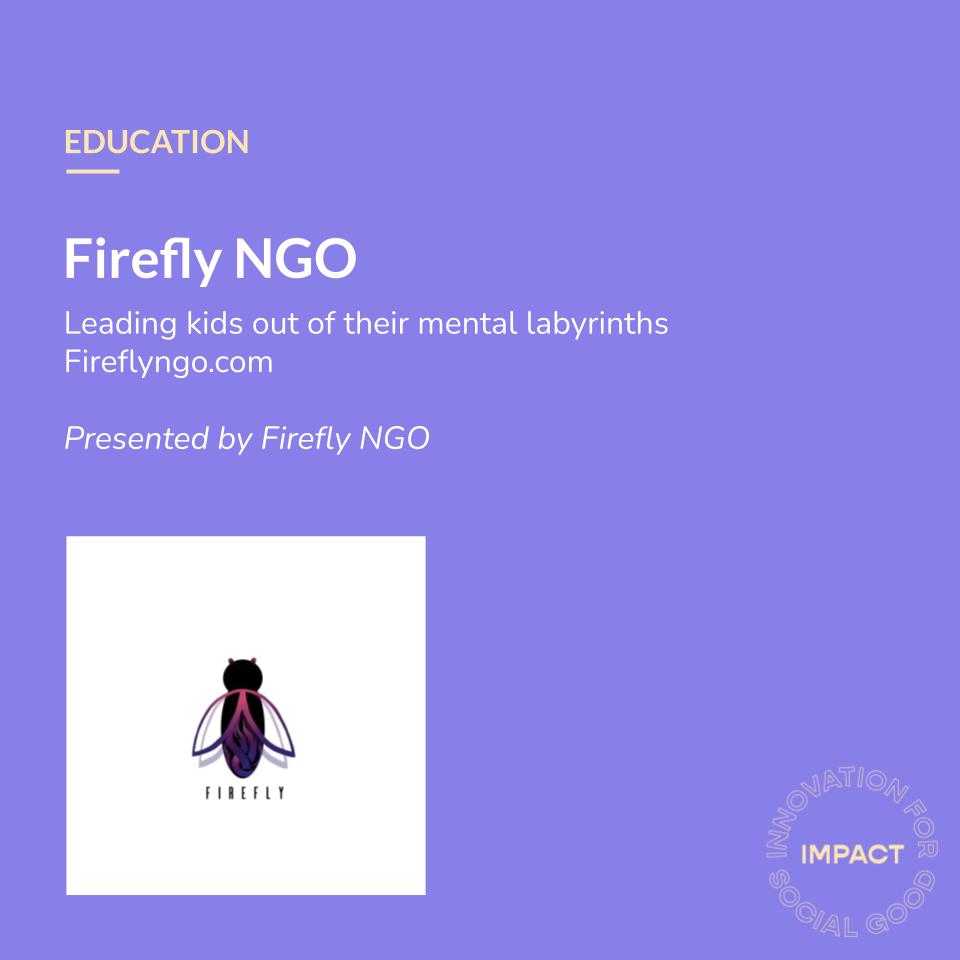 EDUCATION
Firefly NGO
Leading kids out of their mental labyrinths
Fireflyngo.com
Presented by Firefly NGO
FIREFLY
INNOVATION FOR
IMPACT
SOCIAL GOOD